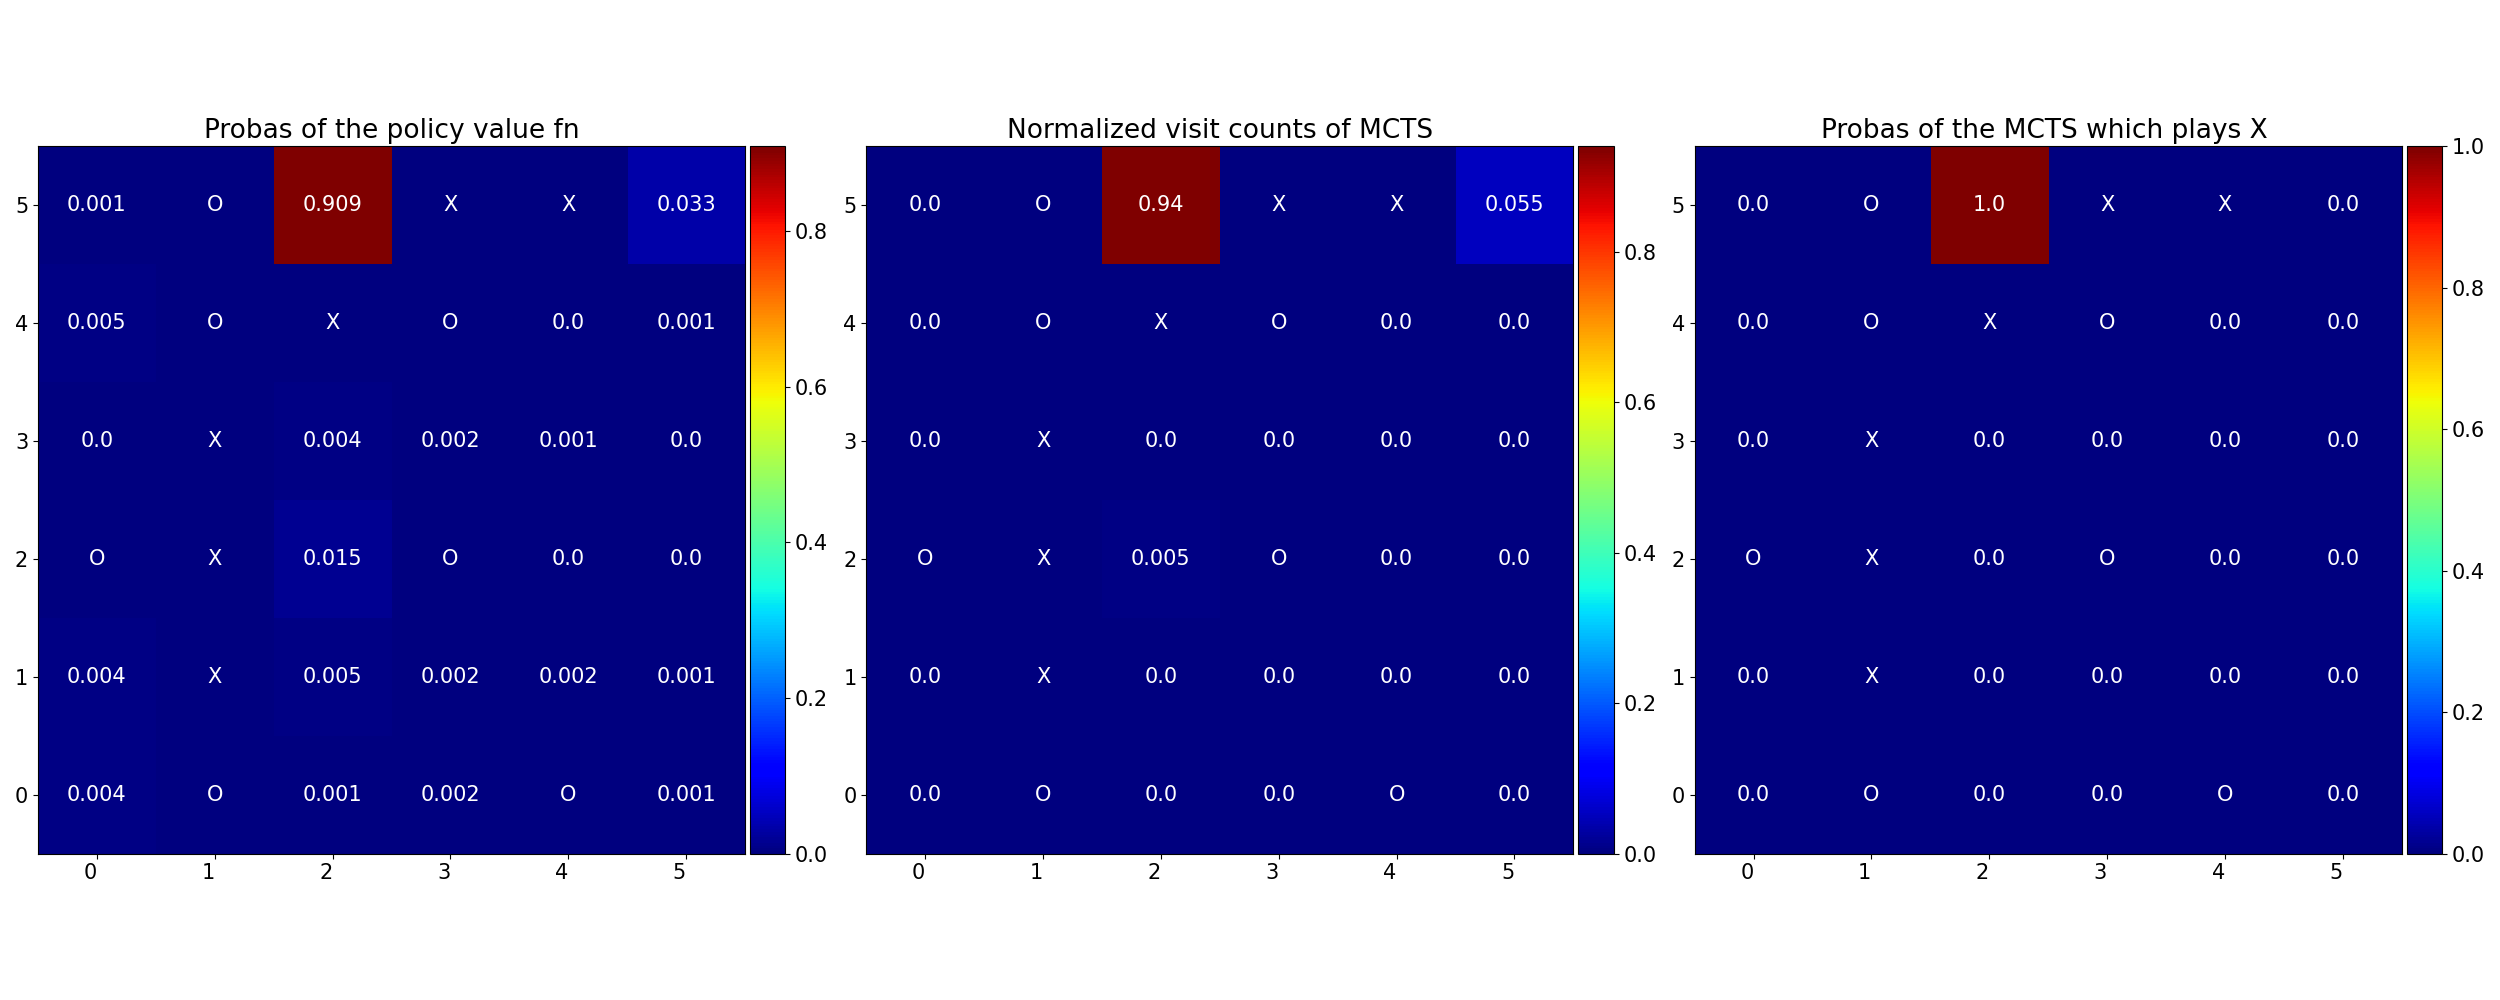 Probas of the policy value fn
5 0.001 O 0.909 X X 0.033
4 0.005 O X O 0.0 0.001
3 0.0 X 0.004 0.002 0.001 0.0
2 O X 0.015 O 0.0 0.0
1 0.004 X 0.005 0.002 0.002 0.001
0 0.004 O 0.001 0.002 O 0.001
0 1 2 3 4 5
0.8
0.6
0.4
0.2
0.0
Normalized visit counts of MCTS
5 0.0 O 0.94 X X 0.055
4 0.0 O X O 0.0 0.0
3 0.0 X 0.0 0.0 0.0 0.0
2 O X 0.005 O 0.0 0.0
1 0.0 X 0.0 0.0 0.0 0.0
0 0.0 O 0.0 0.0 O 0.0
0 1 2 3 4 5
0.8
0.6
0.4
0.2
0.0
Probas of the MCTS which plays X
5 0.0 O 1.0 X X 0.0
4 0.0 O X O 0.0 0.0
3 0.0 X 0.0 0.0 0.0 0.0
2 O X 0.0 O 0.0 0.0
1 0.0 X 0.0 0.0 0.0 0.0
0 0.0 O 0.0 0.0 O 0.0
0 1 2 3 4 5
1.0
0.8
0.6
0.4
0.2
0.0